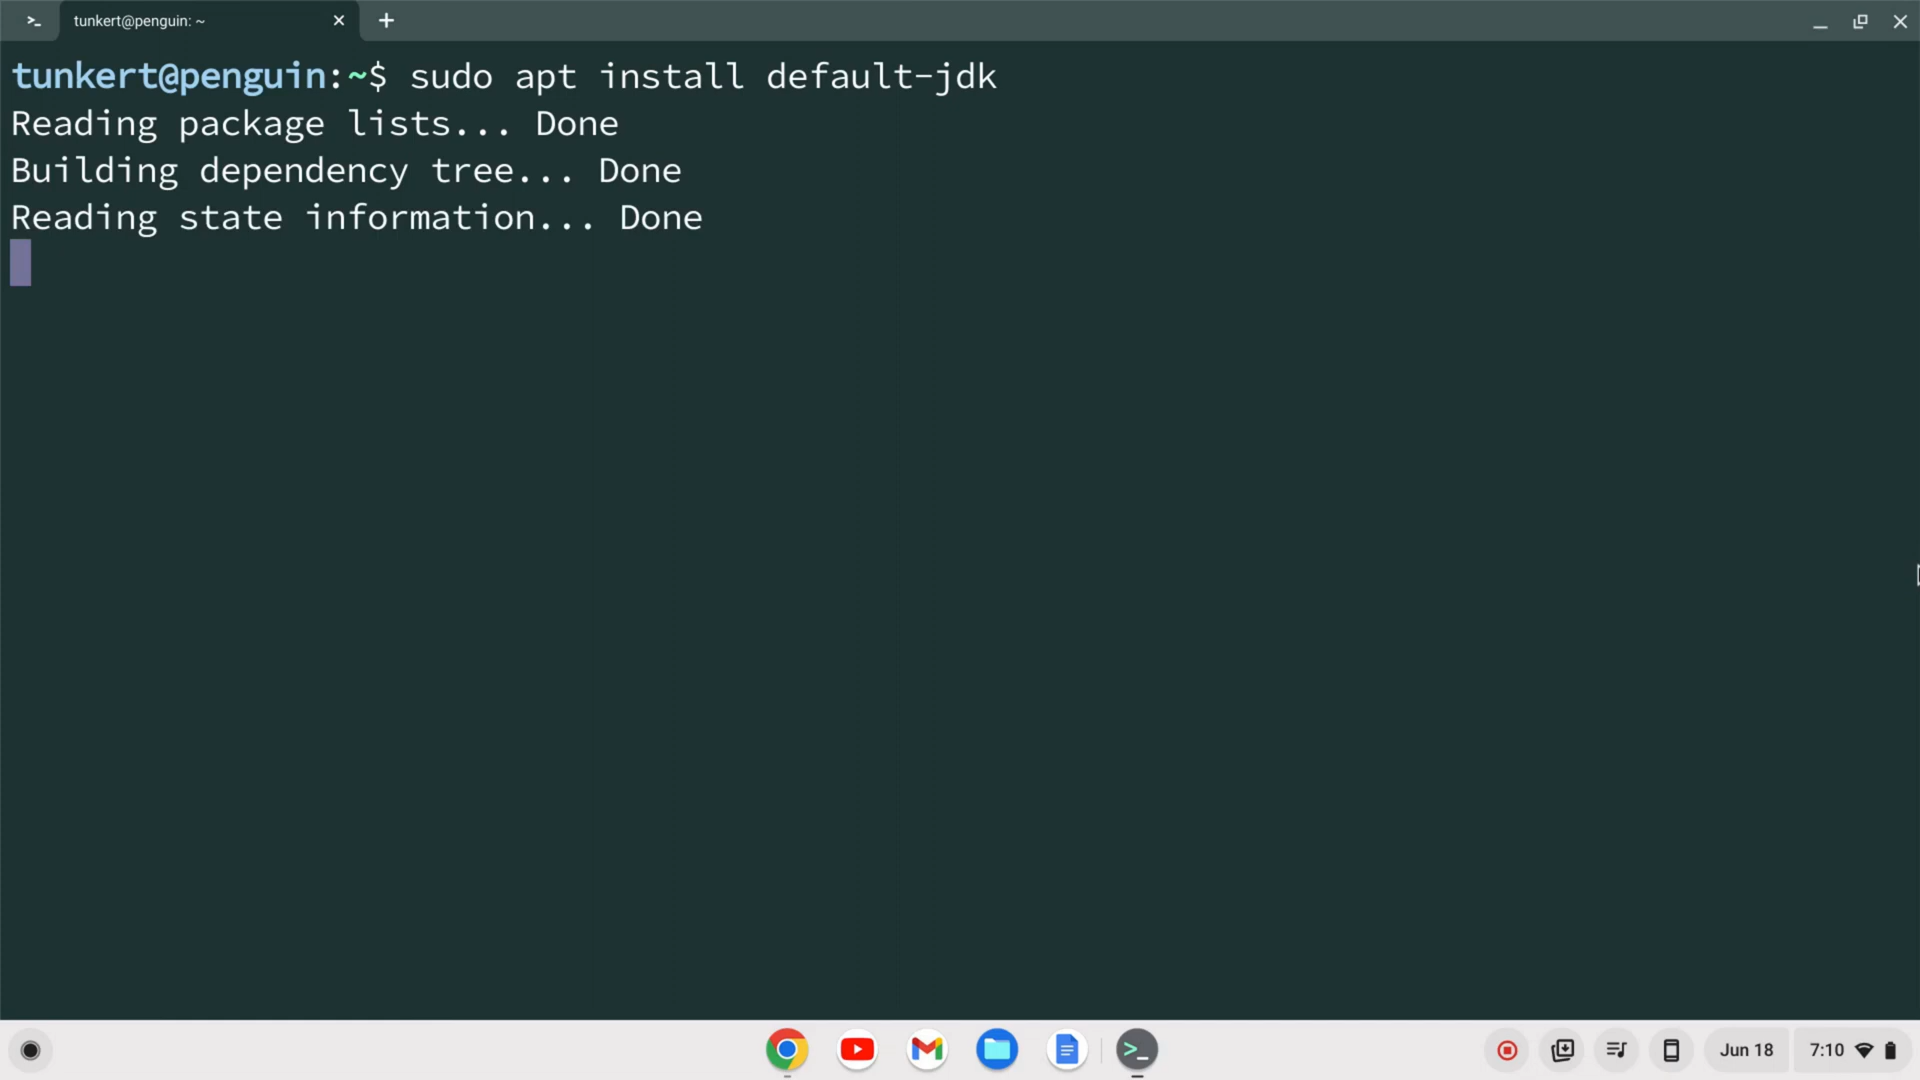 tunkert@penguin: ~
tunkert@penguin:~$ sudo apt install default-jdk
Reading package lists... Done
Building dependency tree... Done
Reading state information... Done
Jun 18
7:10